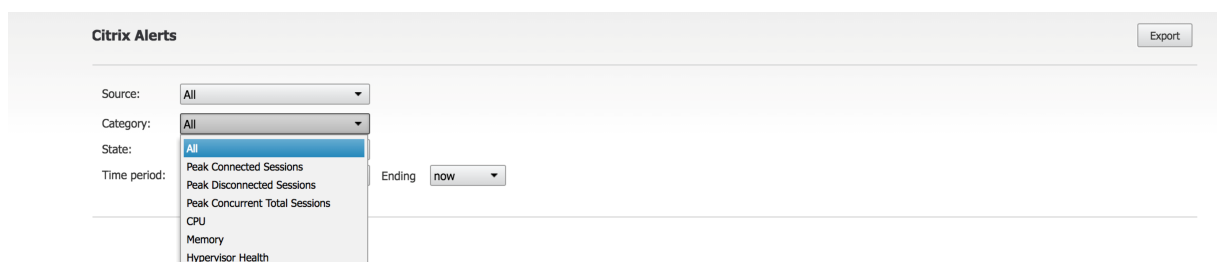 Citrix Alerts
Export
Source: All
Category: All
State:
All
Time period:
Peak Connected Sessions
Ending now
Peak Disconnected Sessions
Peak Concurrent Total Sessions
CPU
Memory
Hypervisor Health